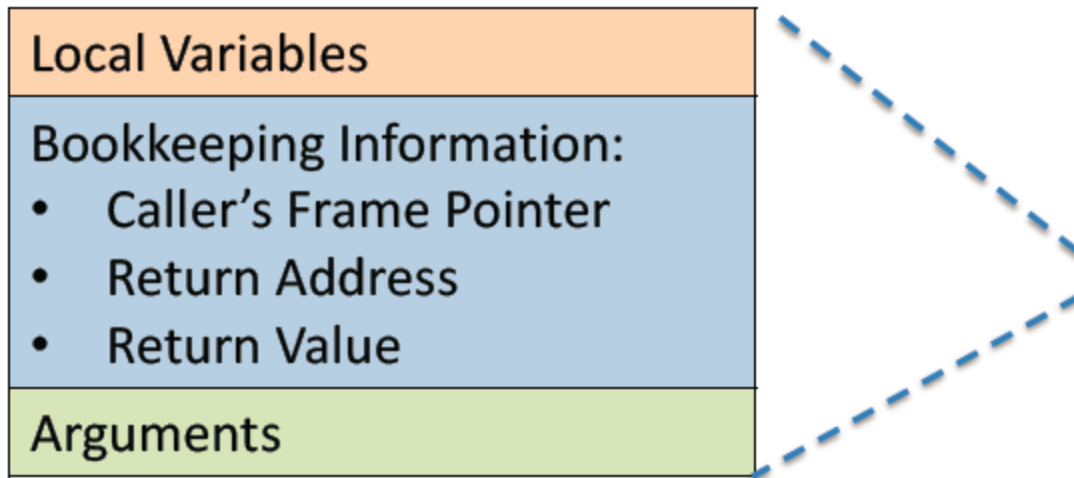 Local Variables
Bookkeeping Information:
• Caller’s Frame Pointer
• Return Address
• Return Value
Arguments